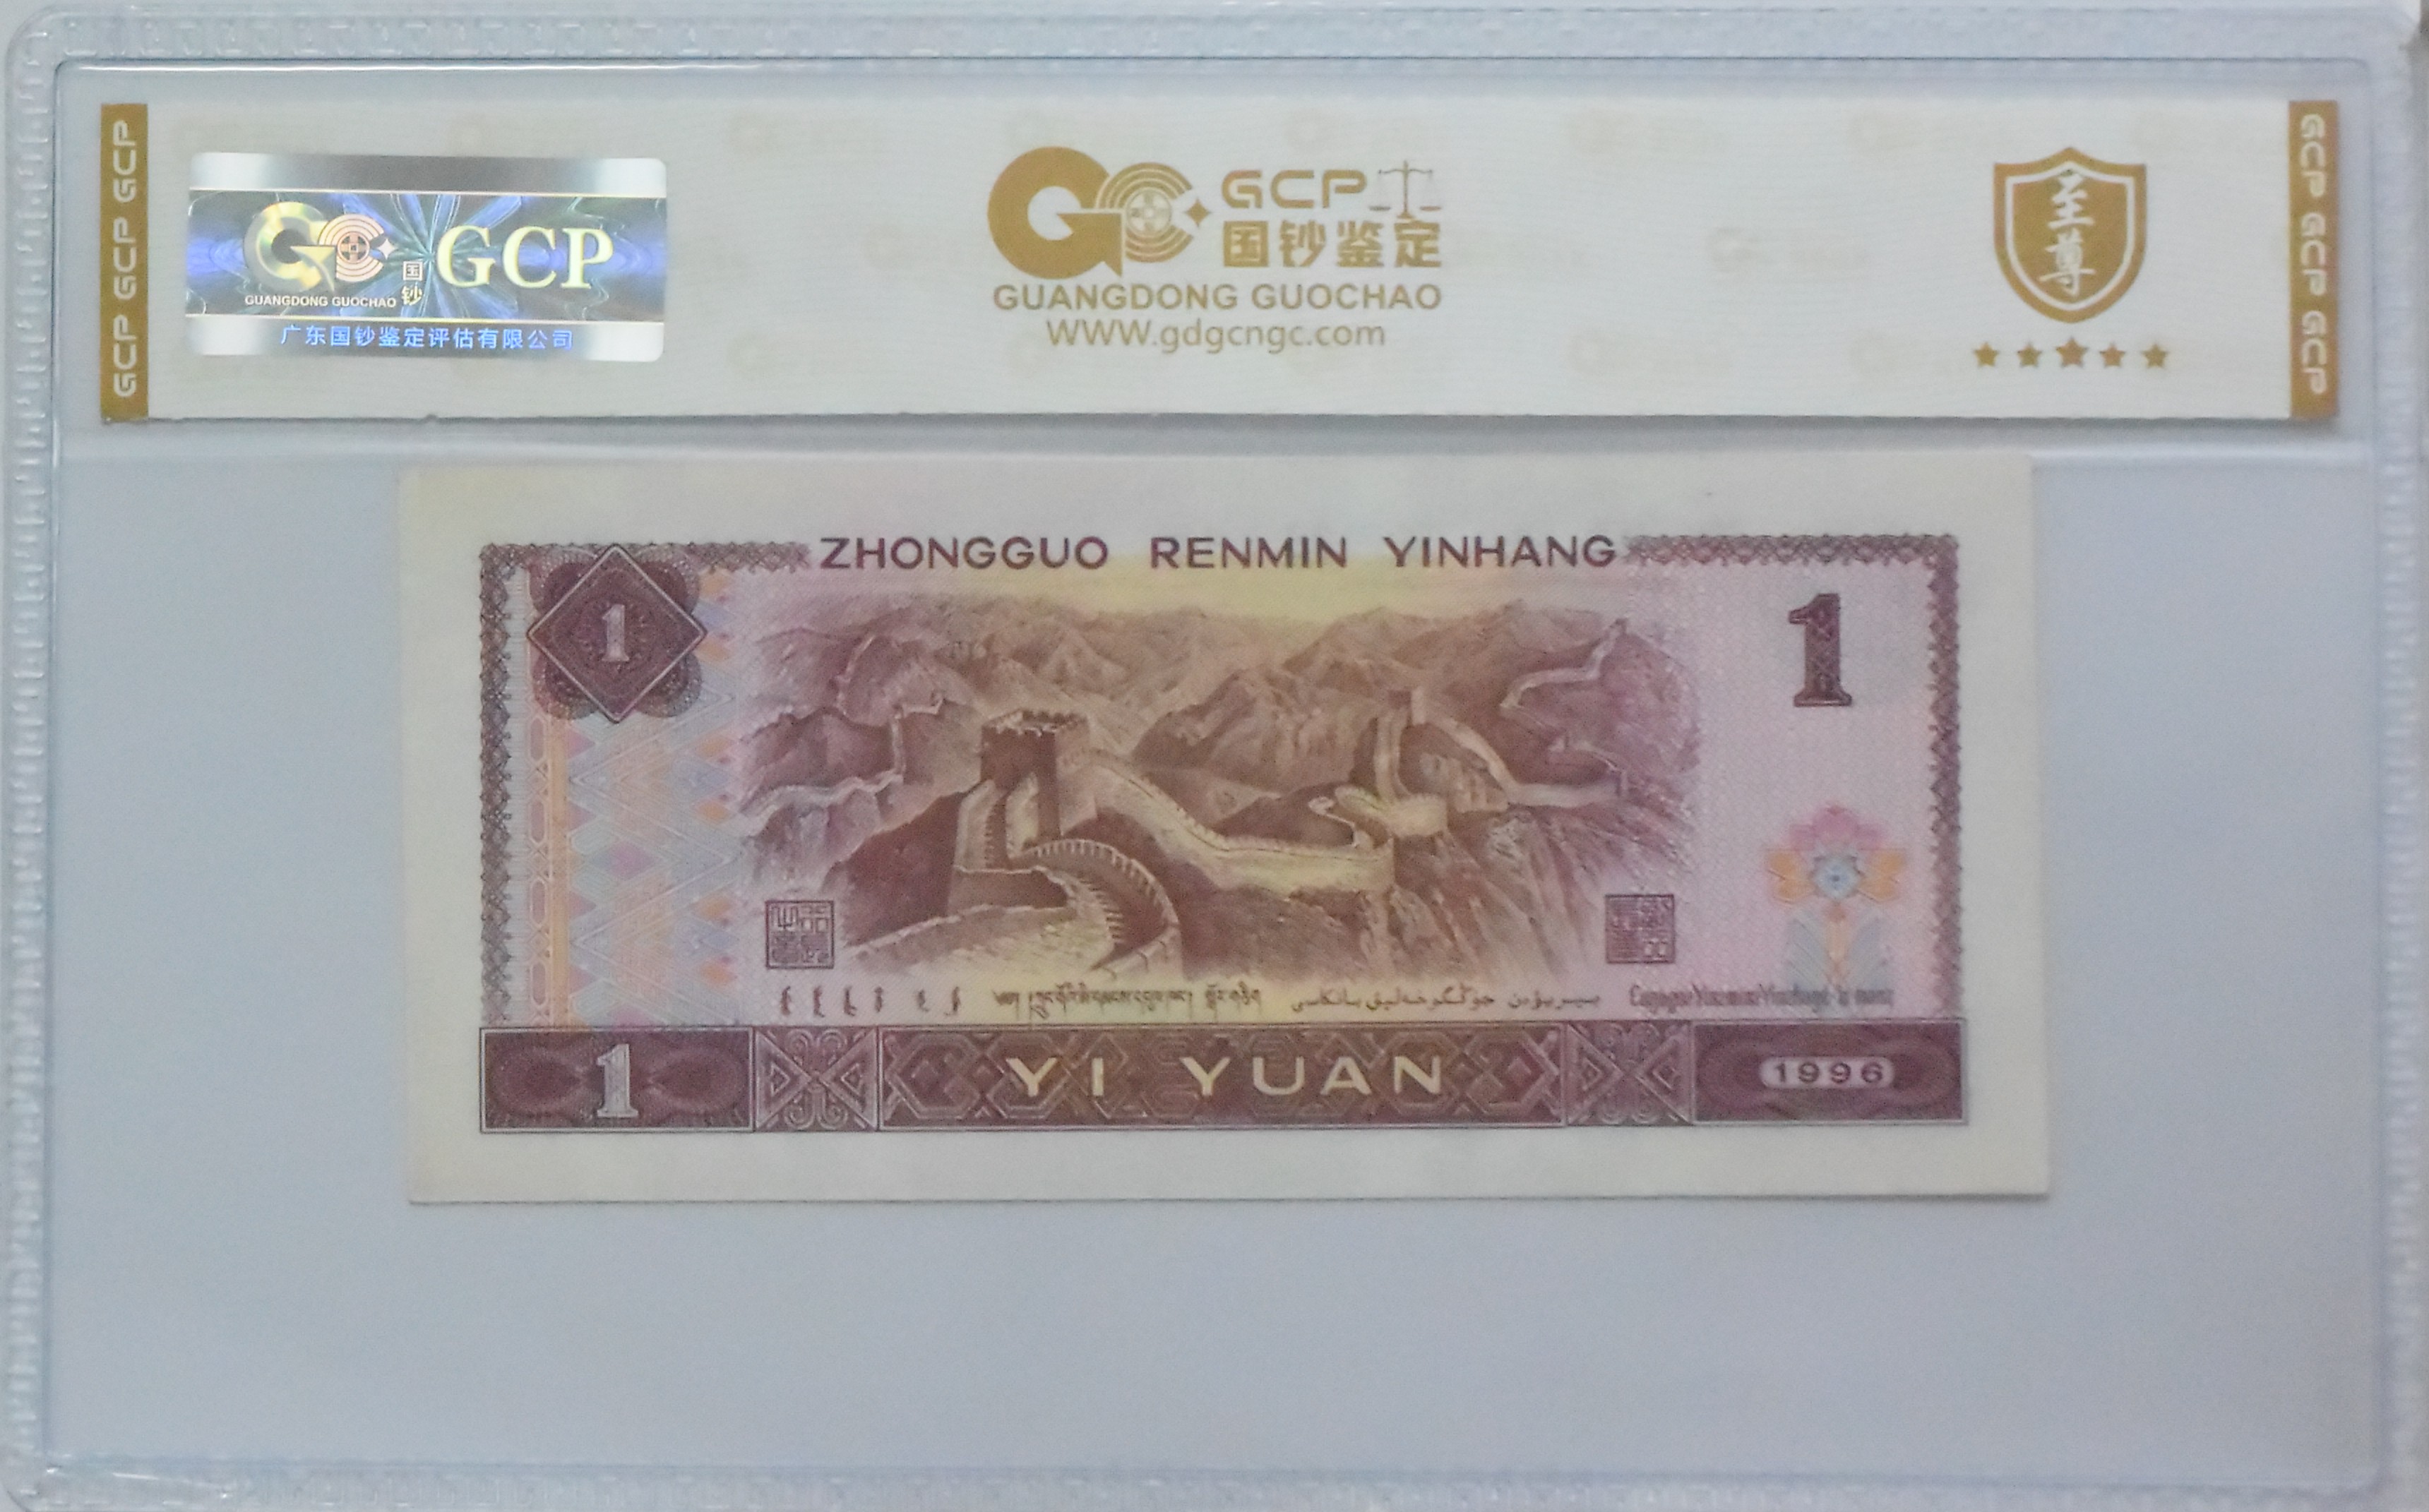 GCP GCP GCP
GUANGDONG GUOCHAO
国钞
GCP
广东国钞鉴定评估有限公司
GCP
国钞鉴定
GUANGDONG GUOCHAO
WWW.gdgcngc.com
至尊
GCP GCP GCP
ZHONGGUO RENMIN YINHANG
1
1
1
YI YUAN
1996